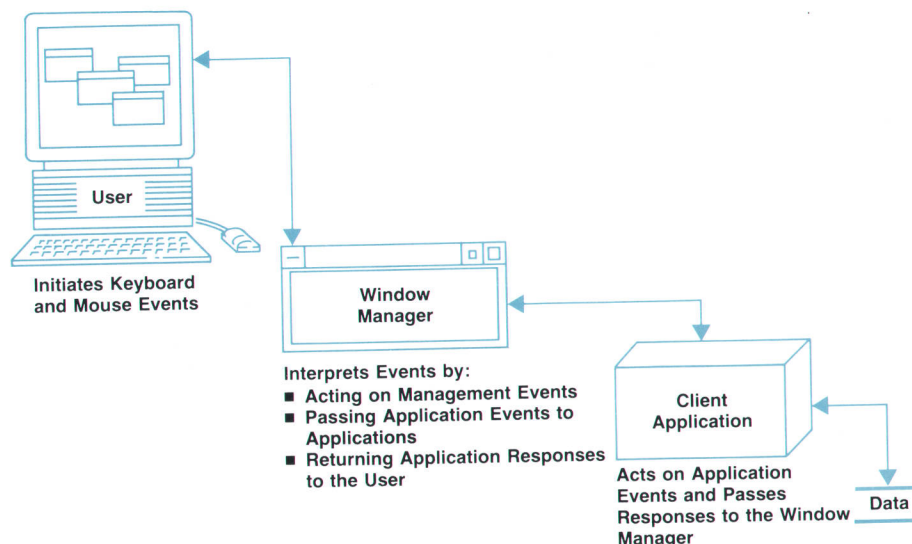 User
Initiates Keyboard
and Mouse Events
Window
Manager
Interprets Events by:
■ Acting on Management Events
■ Passing Application Events to
Applications
■ Returning Application Responses
to the User
Client
Application
Acts on Application
Events and Passes
Responses to the Window
Manager
Data